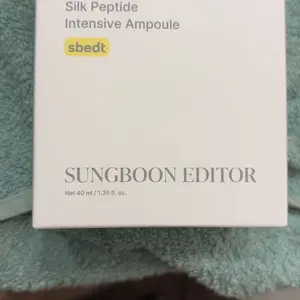 Silk Peptide
Intensive Ampoule
sbedt
SUNGBOON EDITOR
Net 40 ml / 1.35 fl. oz.